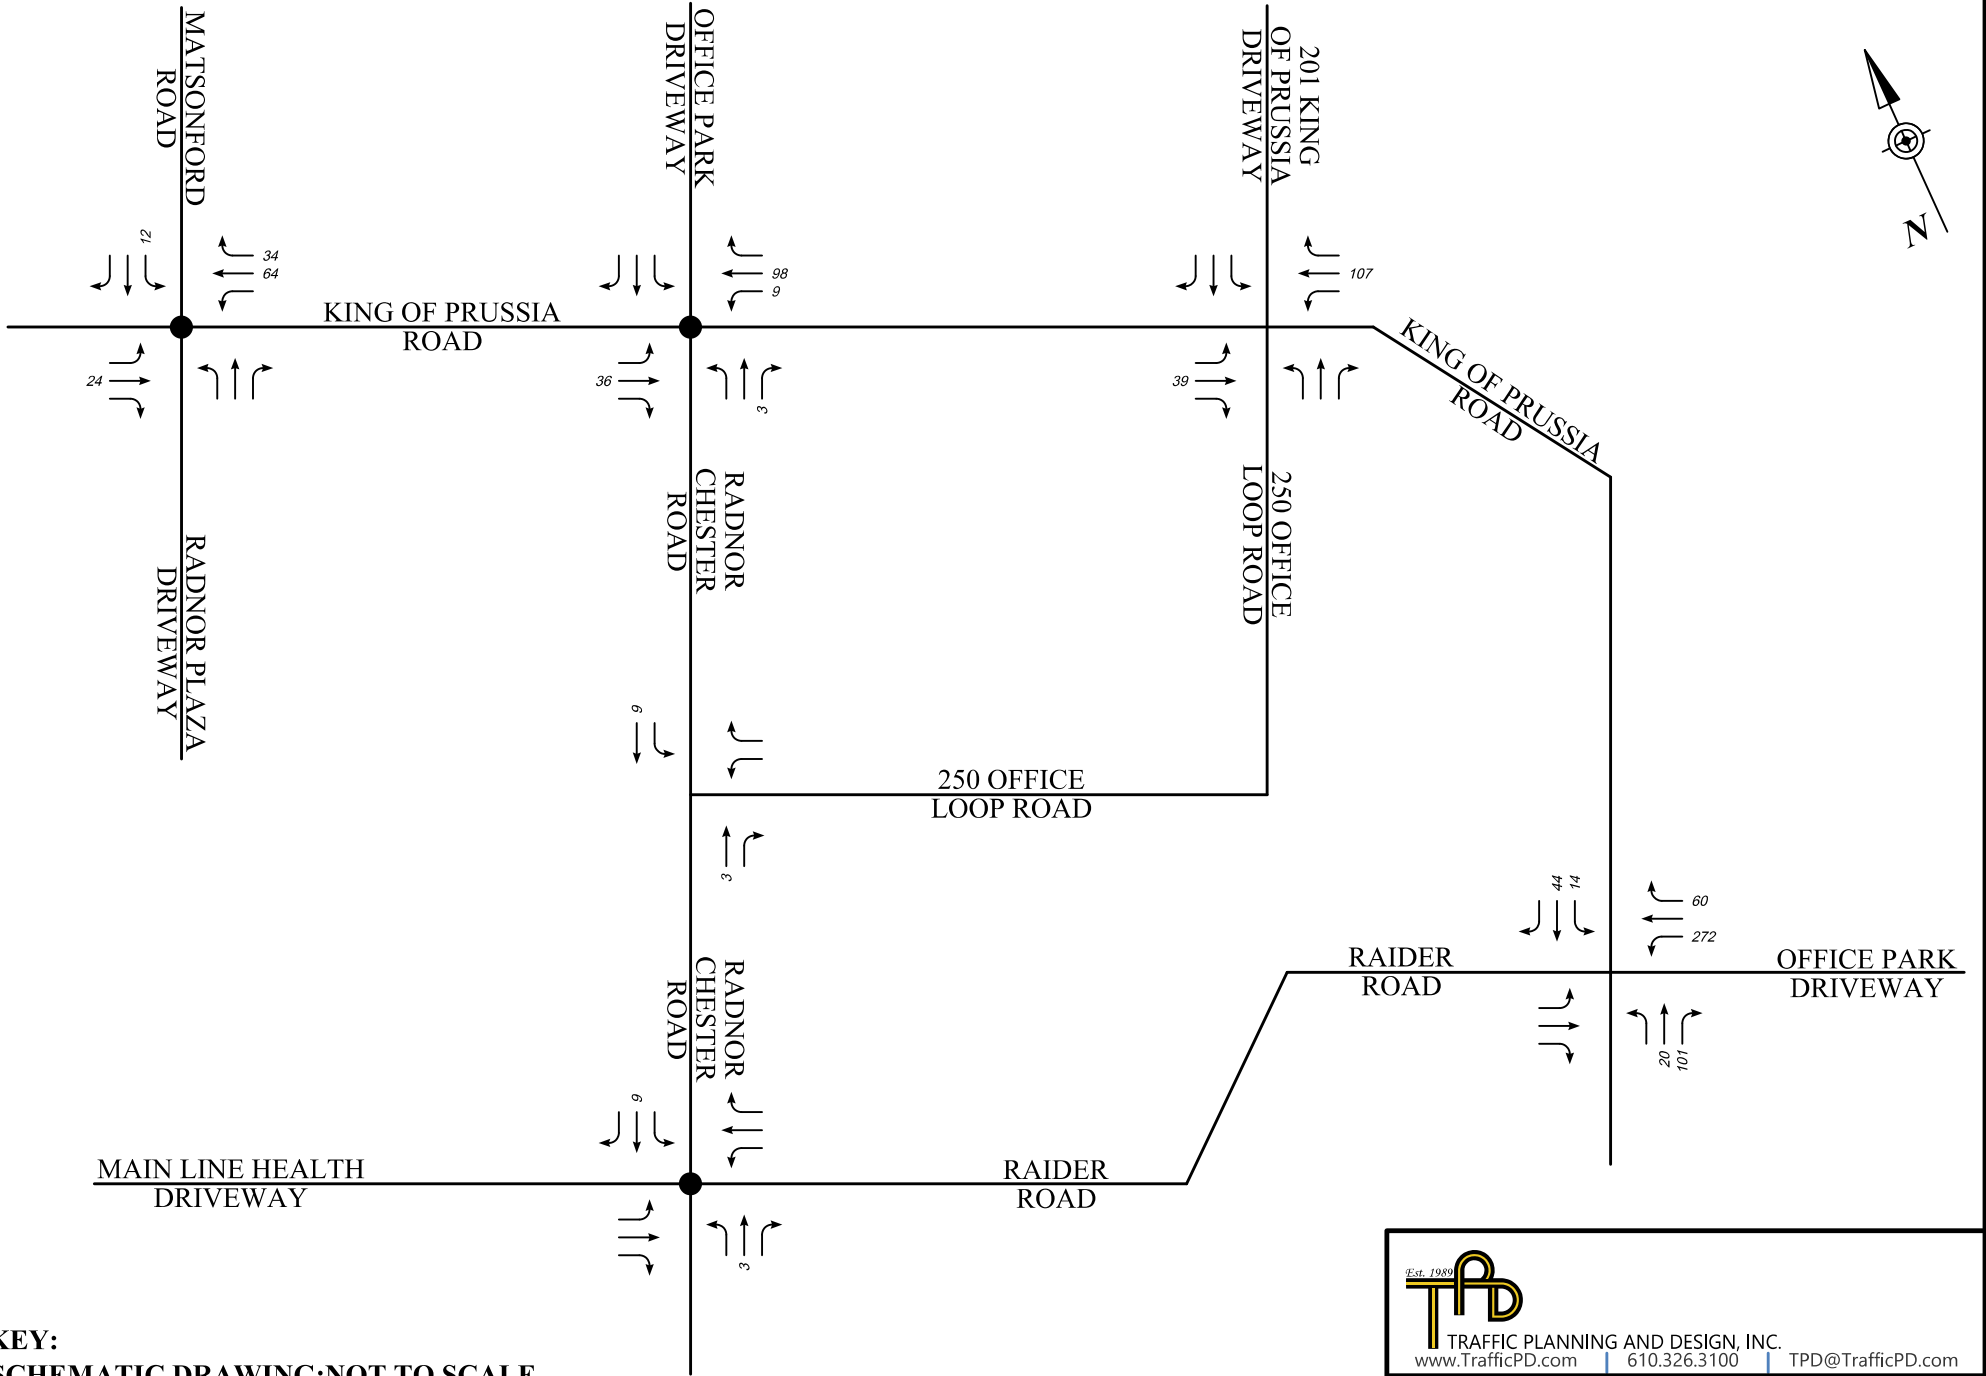 MATSONFORD
ROAD
OFFICE PARK
DRIVEWAY
201 KING
OF PRUSSIA
DRIVEWAY
N
12
34
64
98
9
107
KING OF PRUSSIA
ROAD
KING OF PRUSSIA
ROAD
24
36
3
39
RADNOR
CHESTER
ROAD
250 OFFICE
LOOP ROAD
RADNOR PLAZA
DRIVEWAY
9
250 OFFICE
LOOP ROAD
3
44
14
60
272
RAIDER
ROAD
OFFICE PARK
DRIVEWAY
20
101
RADNOR
CHESTER
ROAD
9
MAIN LINE HEALTH
DRIVEWAY
RAIDER
ROAD
3
KEY:
SCHEMATIC DRAWING:NOT TO SCALE
Est. 1989
TPD
TRAFFIC PLANNING AND DESIGN, INC.
www.TrafficPD.com | 610.326.3100 | TPD@TrafficPD.com